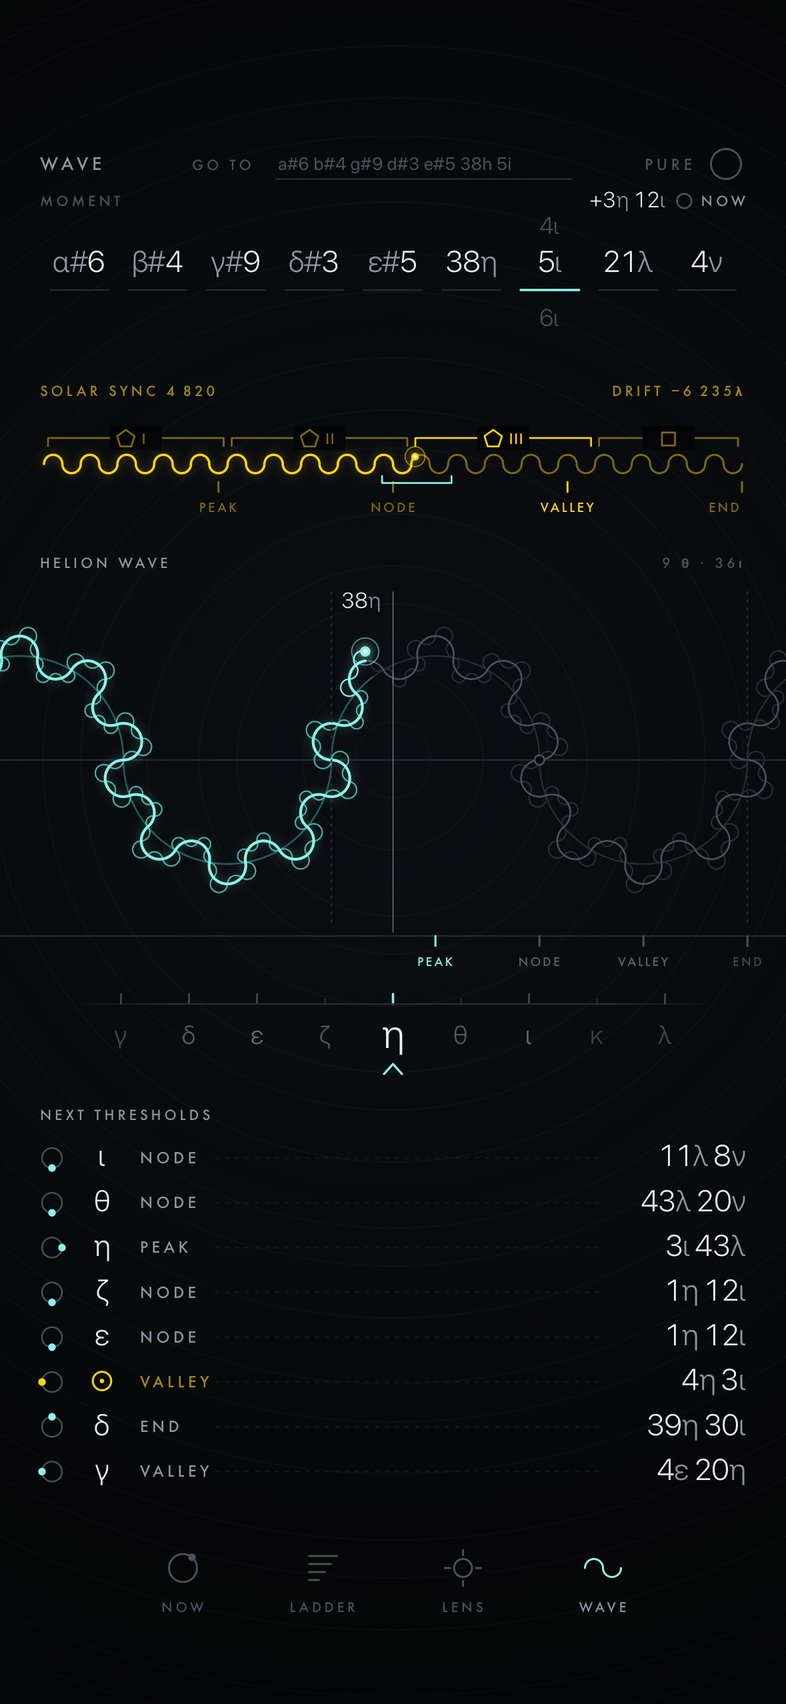 WAVE GO TO a#6 b#4 g#9 d#3 e#5 38h 5i PURE
MOMENT +3η 12ι NOW
4ι
α#6 β#4 γ#9 δ#3 ε#5 38η 5ι 21λ 4ν
6ι
SOLAR SYNC 4 820 DRIFT −6 235λ
I II III
PEAK NODE VALLEY END
HELION WAVE 9 θ · 36ι
38η
PEAK NODE VALLEY END
γ δ ε ζ η θ ι κ λ
NEXT THRESHOLDS
ι NODE 11λ 8ν
θ NODE 43λ 20ν
η PEAK 3ι 43λ
ζ NODE 1η 12ι
ε NODE 1η 12ι
VALLEY 4η 3ι
δ END 39η 30ι
γ VALLEY 4ε 20η
NOW LADDER LENS WAVE